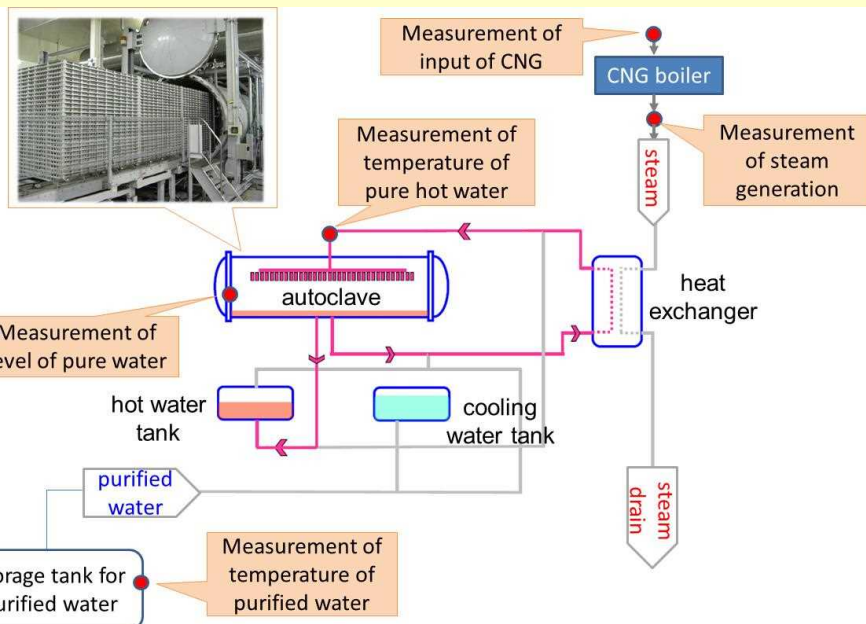 Measurement of
input of CNG
CNG boiler
Measurement
of steam
generation
steam
Measurement of
temperature of
pure hot water
autoclave
heat
exchanger
Measurement of
evel of pure water
hot water
tank
cooling
water tank
purified
water
steam
drain
orage tank for
urified water
Measurement of
temperature of
purified water